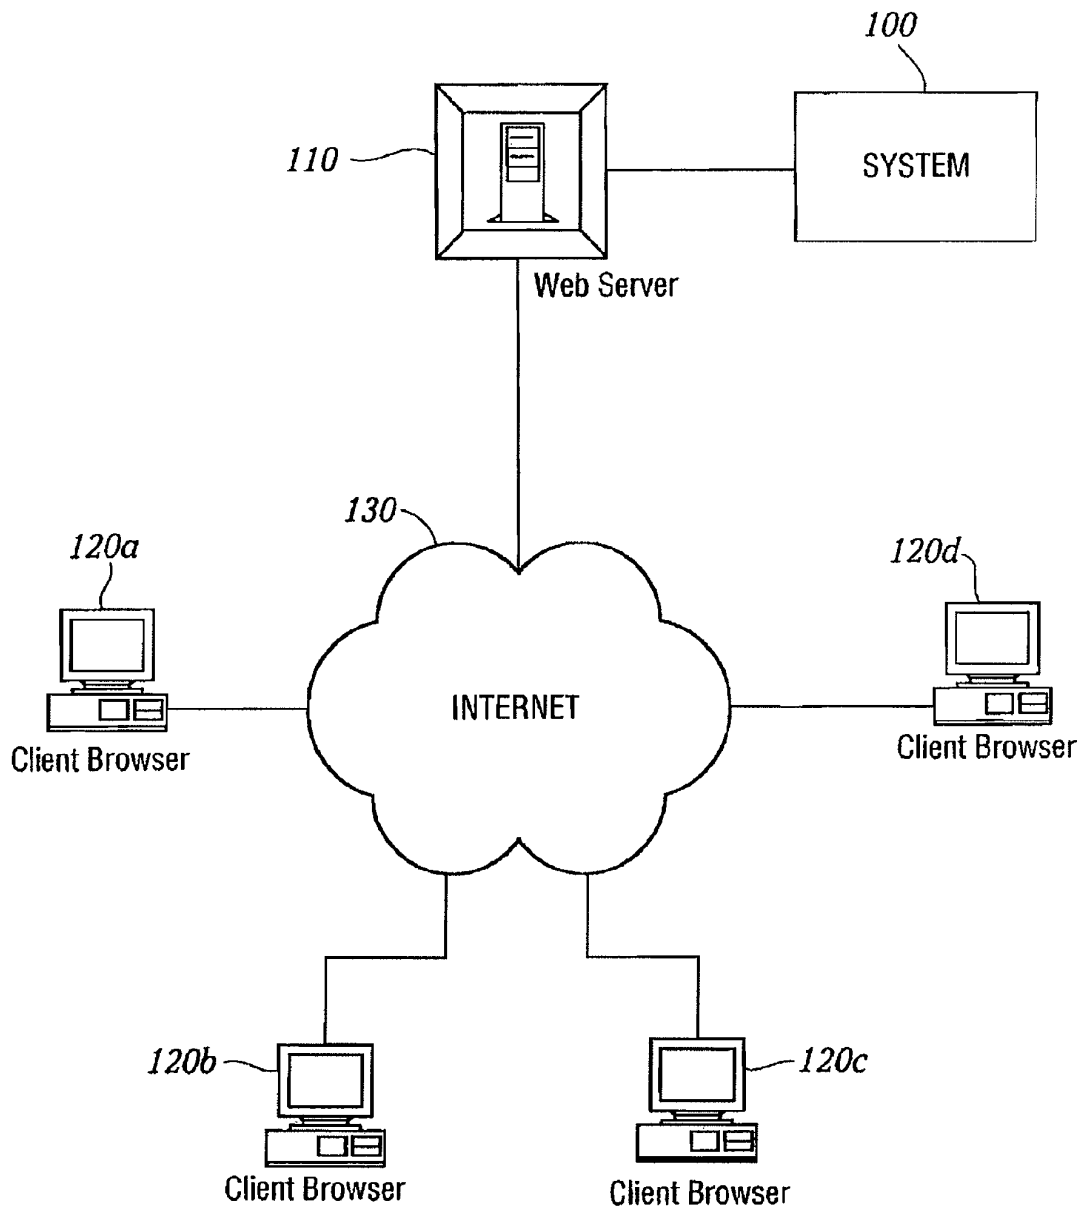 100
110
SYSTEM
Web Server
130
120a
120d
INTERNET
Client Browser
Client Browser
120b
120c
Client Browser
Client Browser